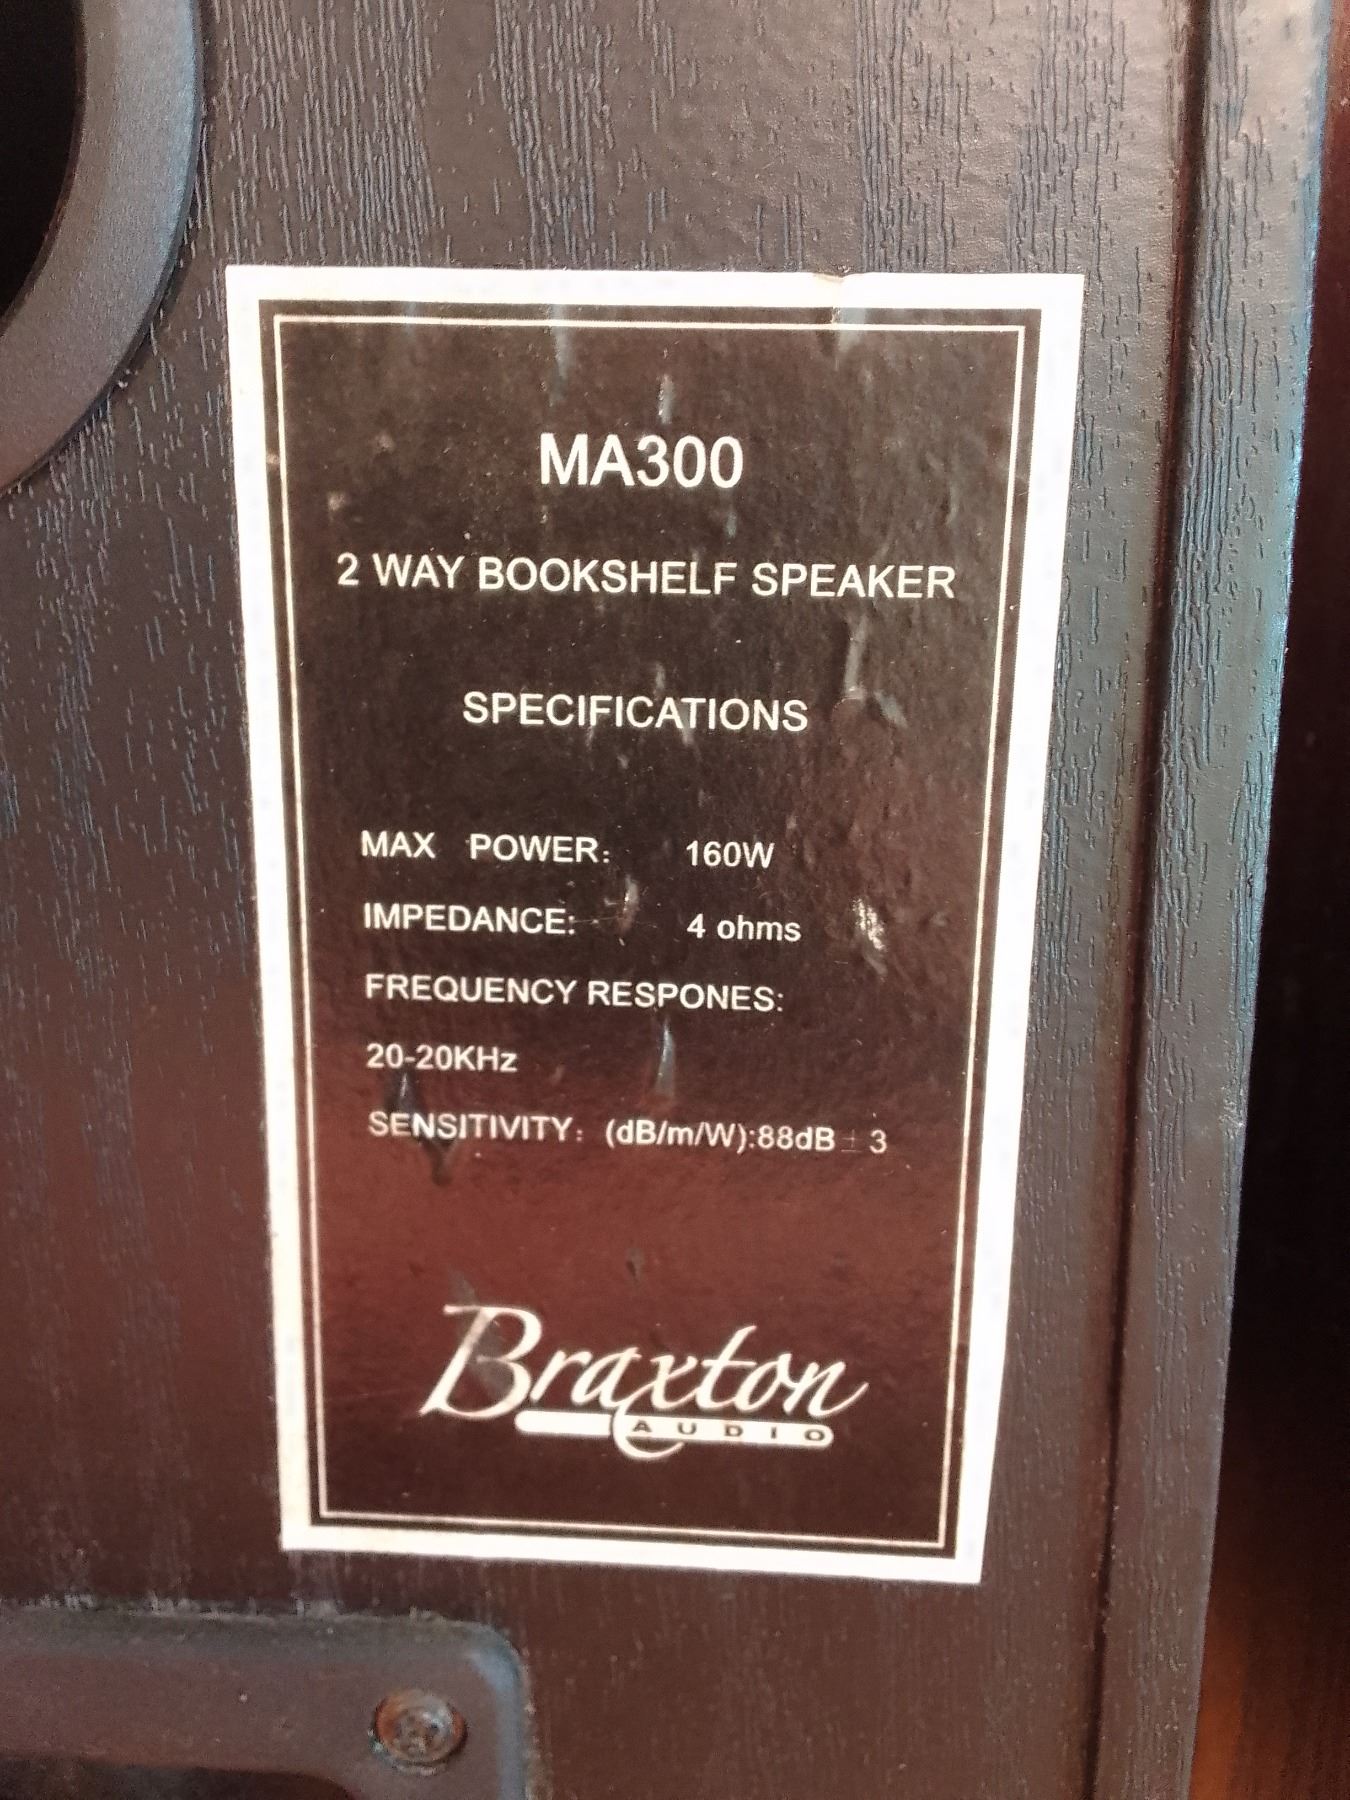 MA300
2 WAY BOOKSHELF SPEAKER
SPECIFICATIONS
MAX POWER: 160W
IMPEDANCE: 4 ohms
FREQUENCY RESPONES:
20-20KHz
SENSITIVITY: (dB/m/W):88dB ± 3
Braxton
AUDIO